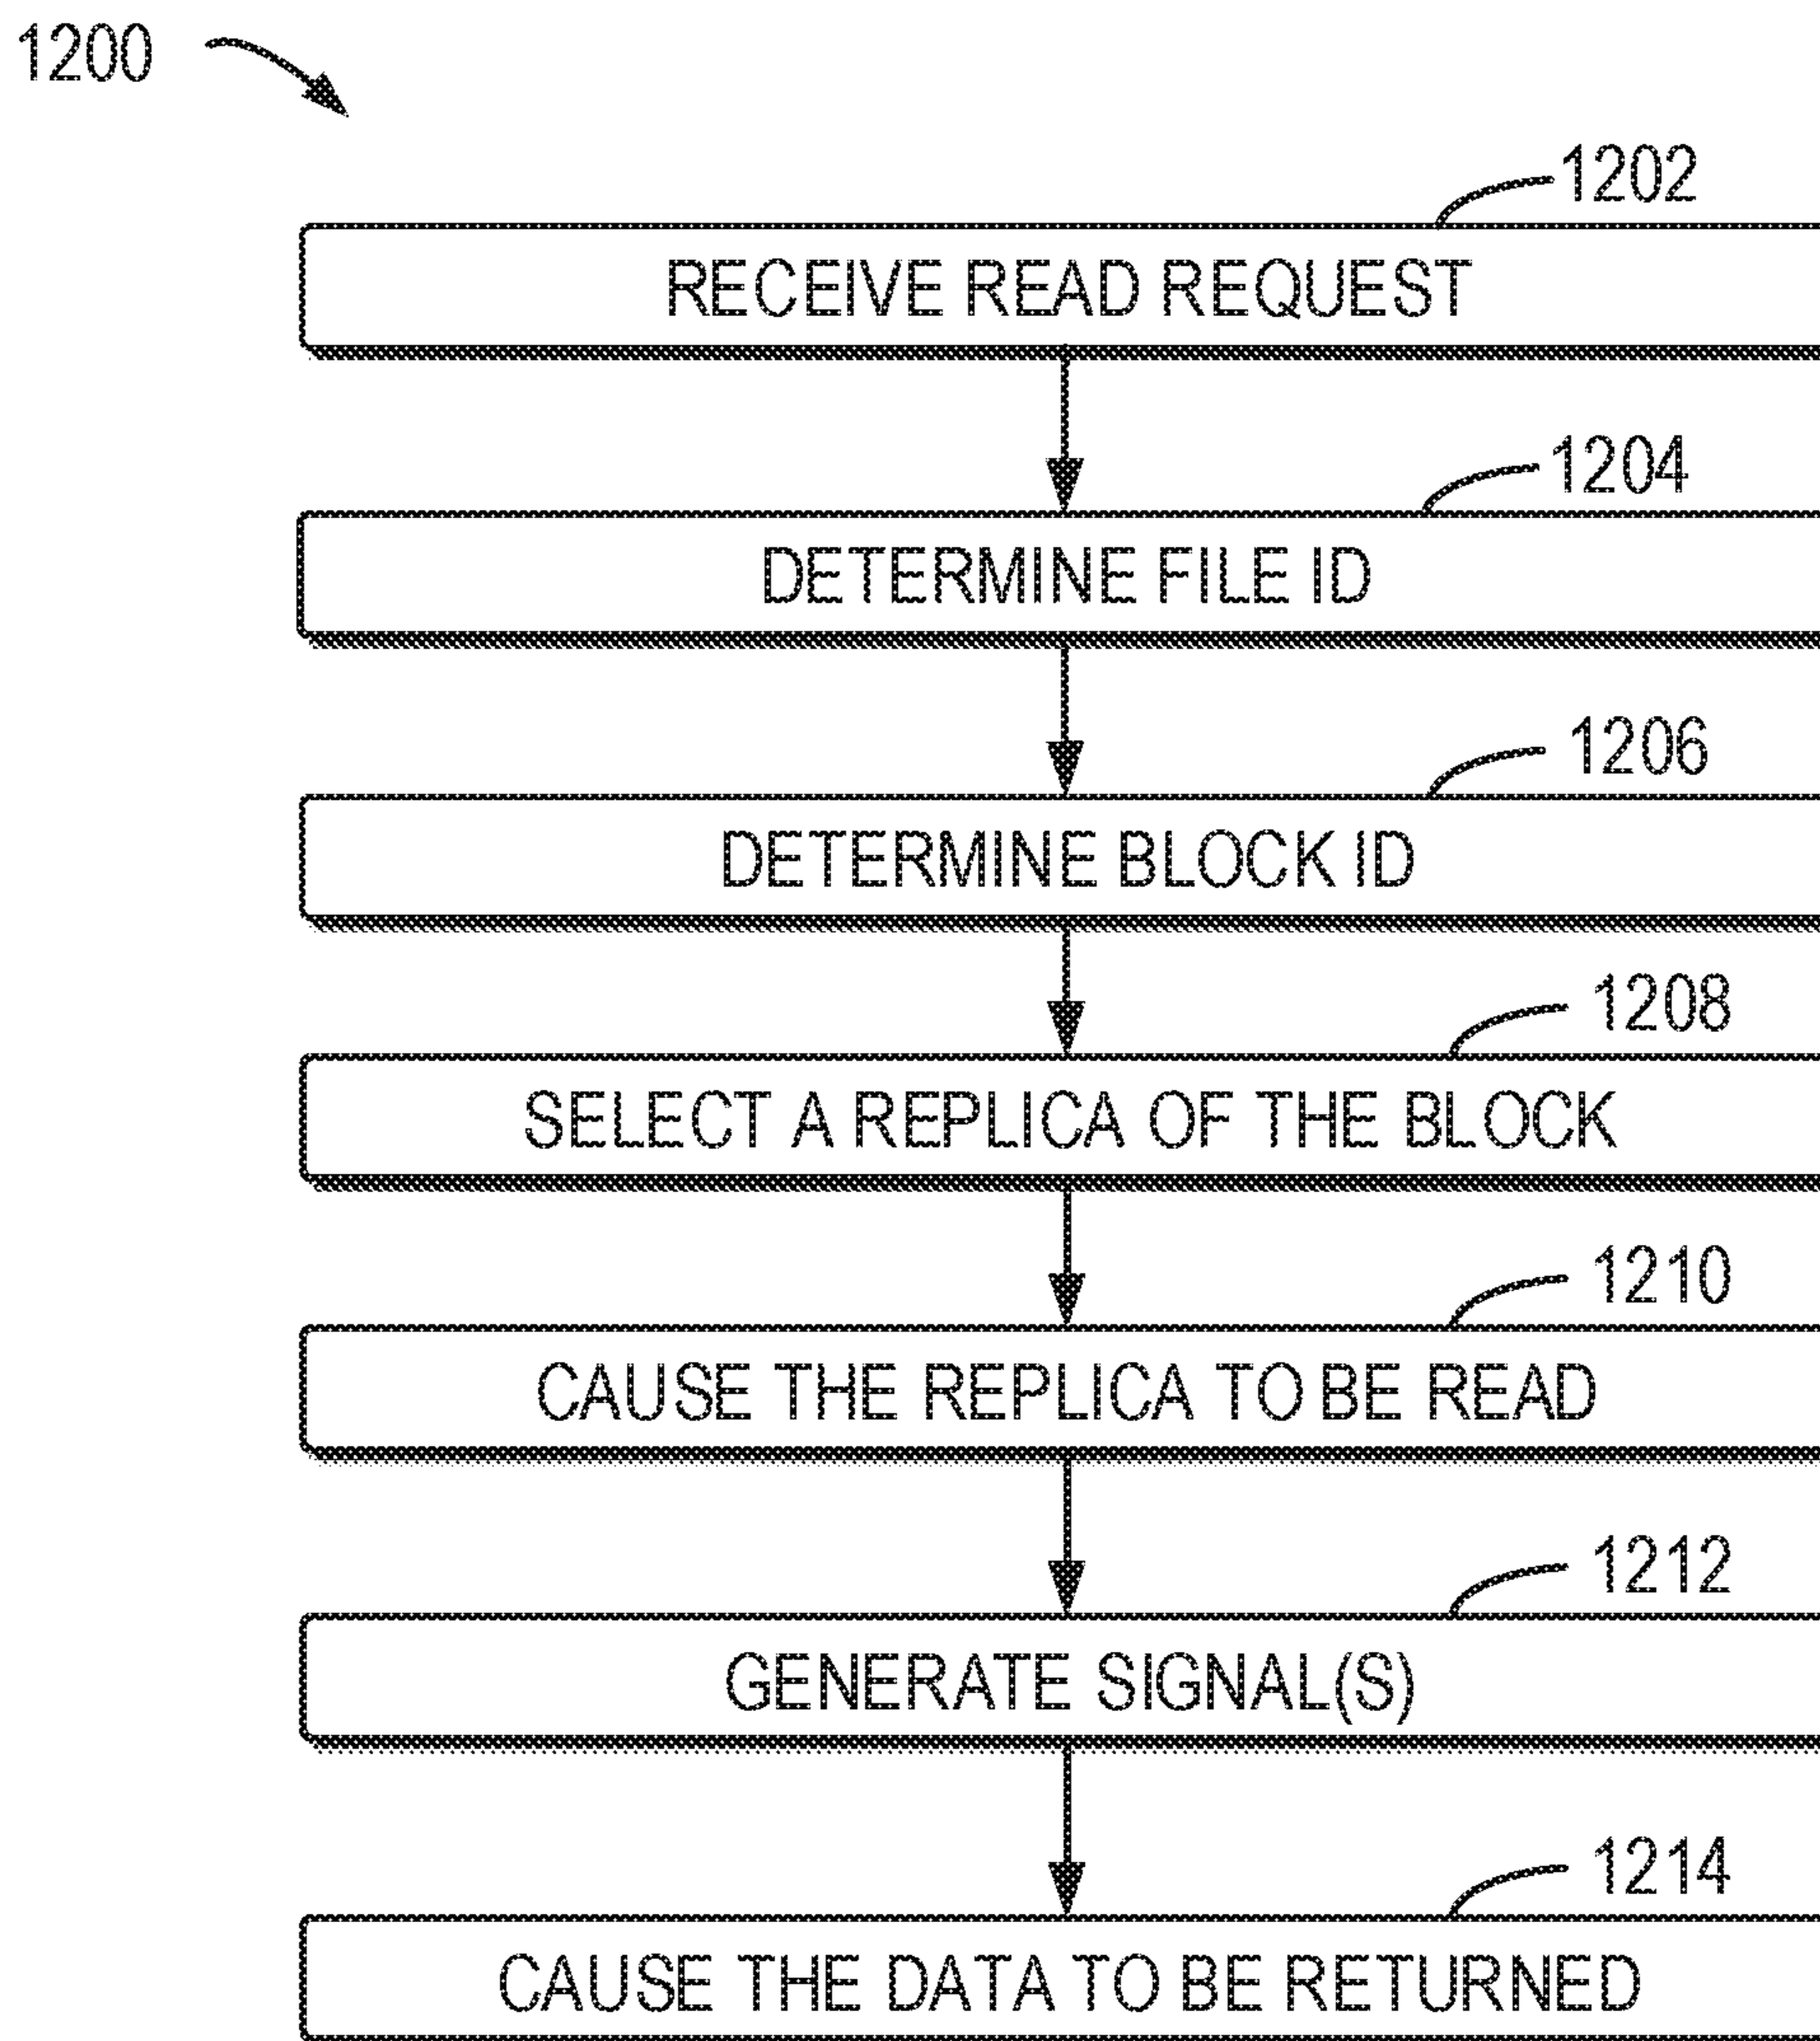 1200
1202
RECEIVE READ REQUEST
1204
DETERMINE FILE ID
1206
DETERMINE BLOCK ID
1208
SELECT A REPLICA OF THE BLOCK
1210
CAUSE THE REPLICA TO BE READ
1212
GENERATE SIGNAL(S)
1214
CAUSE THE DATA TO BE RETURNED